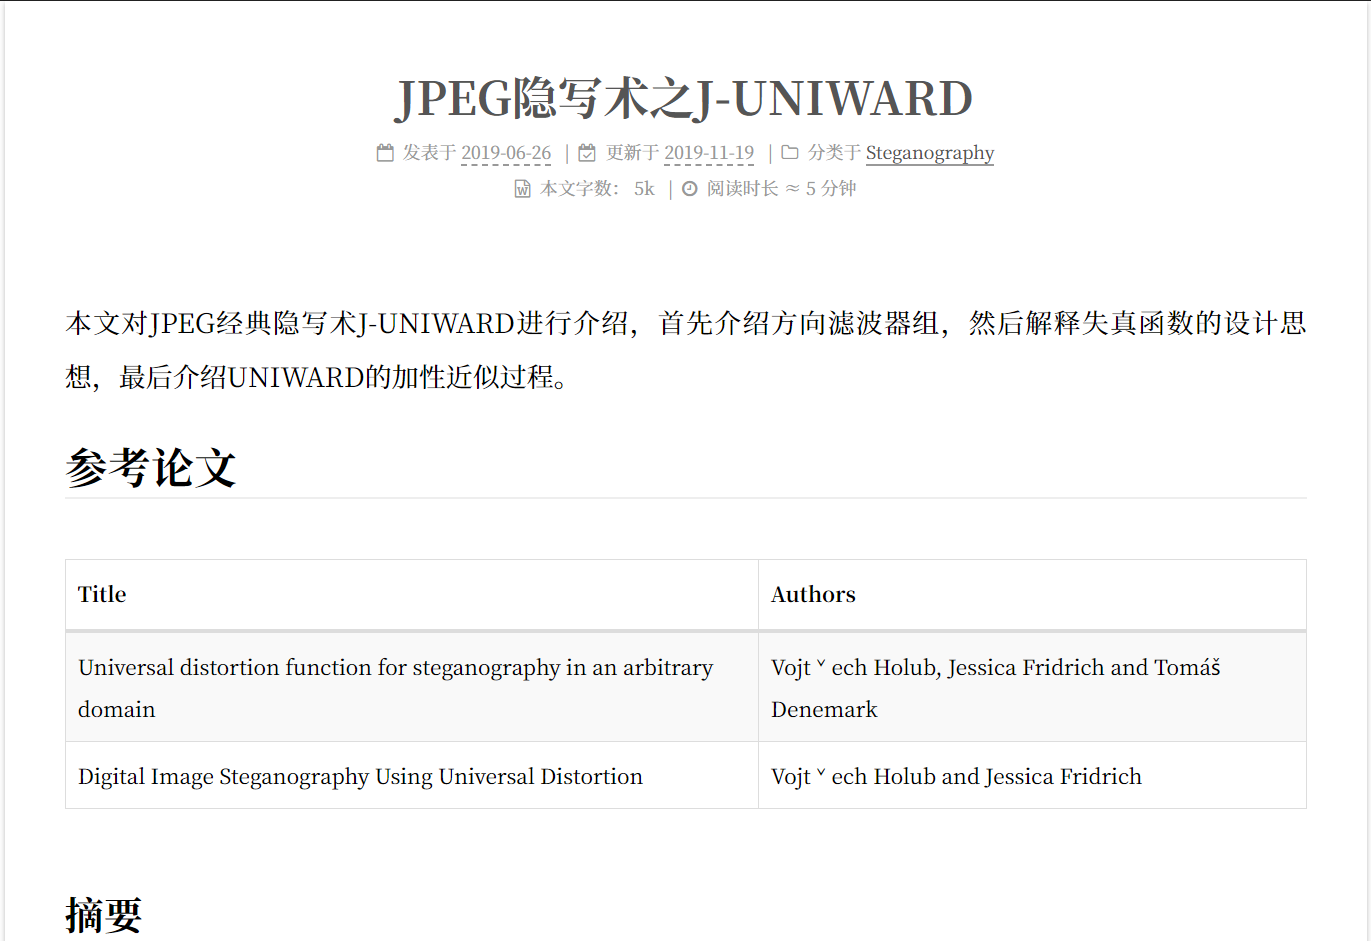 JPEG隐写术之J-UNIWARD
发表于 2019-06-26 | 更新于 2019-11-19 | 分类于 Steganography
本文字数： 5k | 阅读时长 ≈ 5 分钟
本文对JPEG经典隐写术J-UNIWARD进行介绍，首先介绍方向滤波器组，然后解释失真函数的设计思
想，最后介绍UNIWARD的加性近似过程。
参考论文
Title Authors
Universal distortion function for steganography in an arbitrary
domain
Vojt ˇ ech Holub, Jessica Fridrich and Tomáš
Denemark
Digital Image Steganography Using Universal Distortion Vojt ˇ ech Holub and Jessica Fridrich
摘要